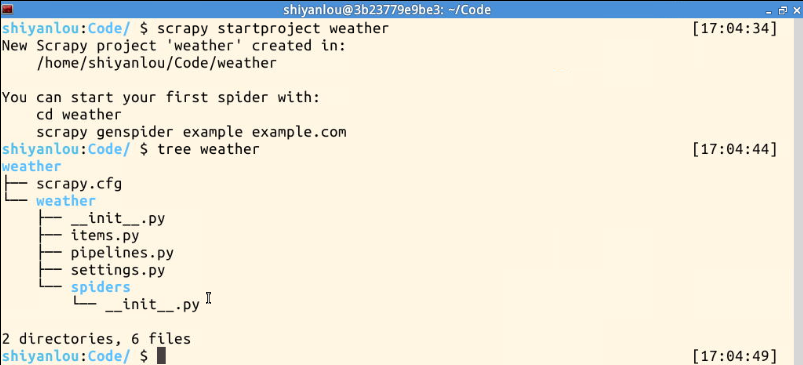 shiyanlou@3b23779e9be3: ~/Code
shiyanlou:Code/ $ scrapy startproject weather [17:04:34]
New Scrapy project 'weather' created in:
    /home/shiyanlou/Code/weather
You can start your first spider with:
    cd weather
    scrapy genspider example example.com
shiyanlou:Code/ $ tree weather [17:04:44]
weather
├── scrapy.cfg
└── weather
    ├── __init__.py
    ├── items.py
    ├── pipelines.py
    ├── settings.py
    └── spiders
        └── __init__.py
2 directories, 6 files
shiyanlou:Code/ $ [17:04:49]